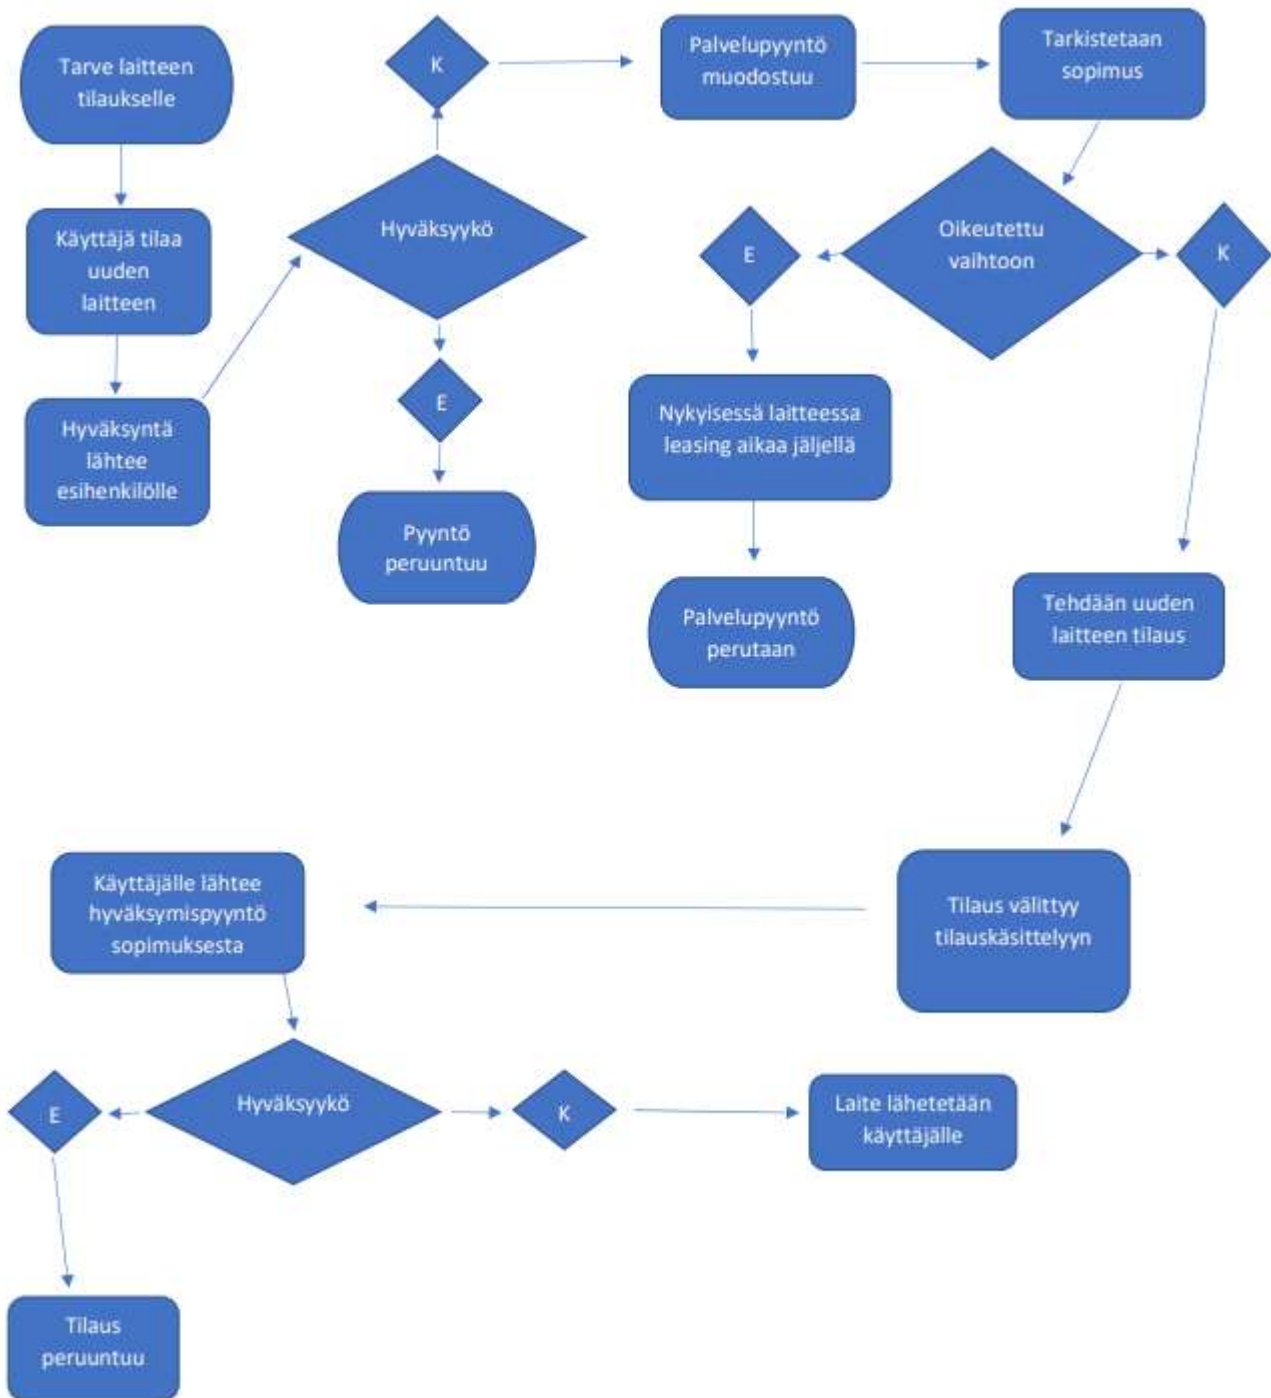 Tarve laitteen
tilaukselle
Käyttäjä tilaa
uuden
laitteen
Hyväksyntä
lähtee
esihenkilölle
Hyväksyykö
K
E
Pyyntö
peruuntuu
Palvelupyyntö
muodostuu
Tarkistetaan
sopimus
Oikeutettu
vaihtoon
E
K
Nykyisessä laitteessa
leasing aikaa jäljellä
Palvelupyyntö
perutaan
Tehdään uuden
laitteen tilaus
Tilaus välittyy
tilauskäsittelyyn
Käyttäjälle lähtee
hyväksymispyyntö
sopimuksesta
Hyväksyykö
E
K
Laite lähetetään
käyttäjälle
Tilaus
peruuntuu